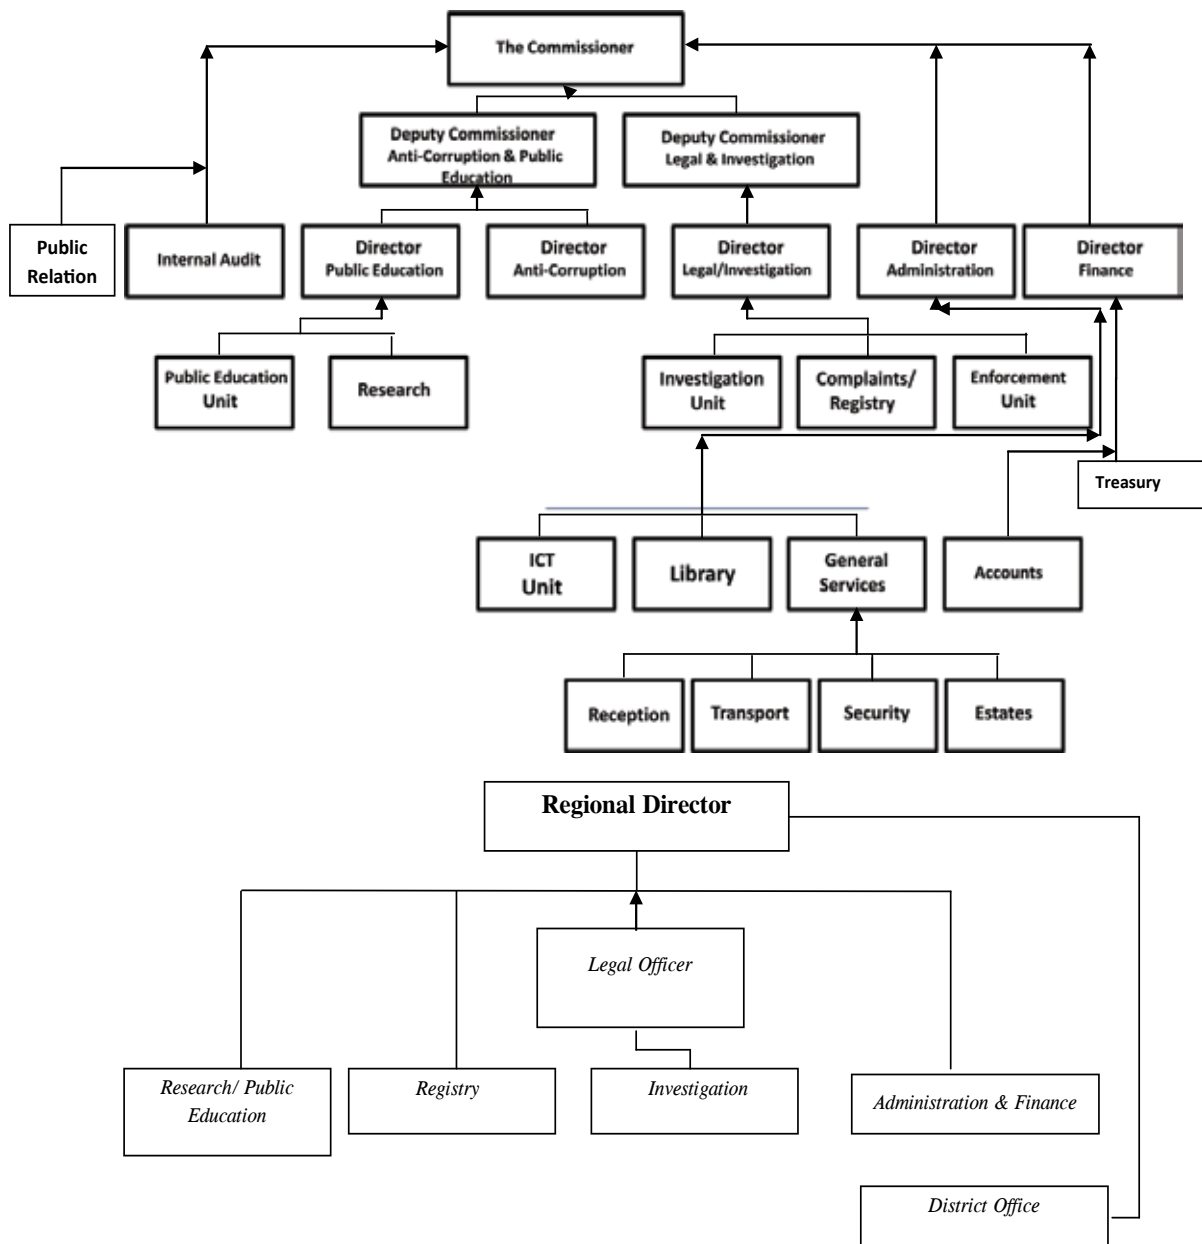 The Commissioner
Deputy Commissioner
Anti-Corruption & Public
Education
Deputy Commissioner
Legal & Investigation
Public
Relation
Internal Audit
Director
Public Education
Director
Anti-Corruption
Director
Legal/Investigation
Director
Administration
Director
Finance
Public Education
Unit
Research
Investigation
Unit
Complaints/
Registry
Enforcement
Unit
Treasury
ICT
Unit
Library
General
Services
Accounts
Reception
Transport
Security
Estates
Regional Director
Legal Officer
Research/ Public
Education
Registry
Investigation
Administration & Finance
District Office